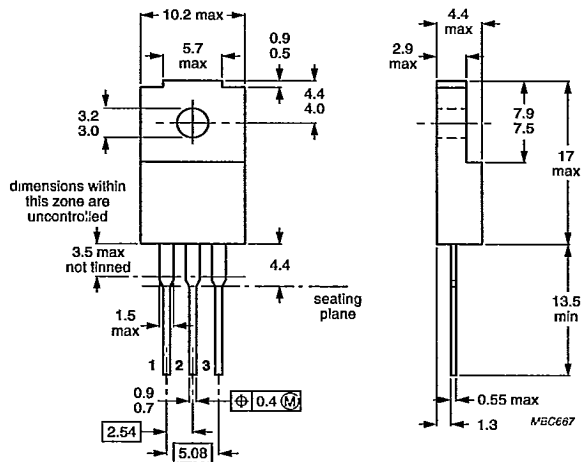 10.2 max
5.7
max
0.9
0.5
4.4
4.0
3.2
3.0
dimensions within
this zone are
uncontrolled
3.5 max
not tinned
4.4
seating
plane
1.5
max
1 2 3
0.9
0.7
⌖ 0.4 Ⓜ
2.54
5.08
4.4
max
2.9
max
7.9
7.5
17
max
13.5
min
0.55 max
1.3
MBC667